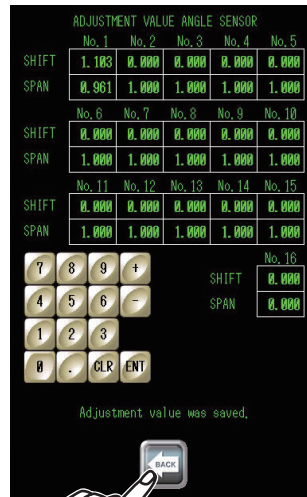 ADJUSTMENT VALUE ANGLE SENSOR
No. 1 No. 2 No. 3 No. 4 No. 5
SHIFT 1.103 0.000 0.000 0.000 0.000
SPAN 0.961 1.000 1.000 1.000 1.000
No. 6 No. 7 No. 8 No. 9 No. 10
SHIFT 0.000 0.000 0.000 0.000 0.000
SPAN 1.000 1.000 1.000 1.000 1.000
No. 11 No. 12 No. 13 No. 14 No. 15
SHIFT 0.000 0.000 0.000 0.000 0.000
SPAN 1.000 1.000 1.000 1.000 1.000
No. 16
SHIFT 0.000
SPAN 0.000
7 8 9 +
4 5 6 -
1 2 3
0 . CLR ENT
Adjustment value was saved.
BACK